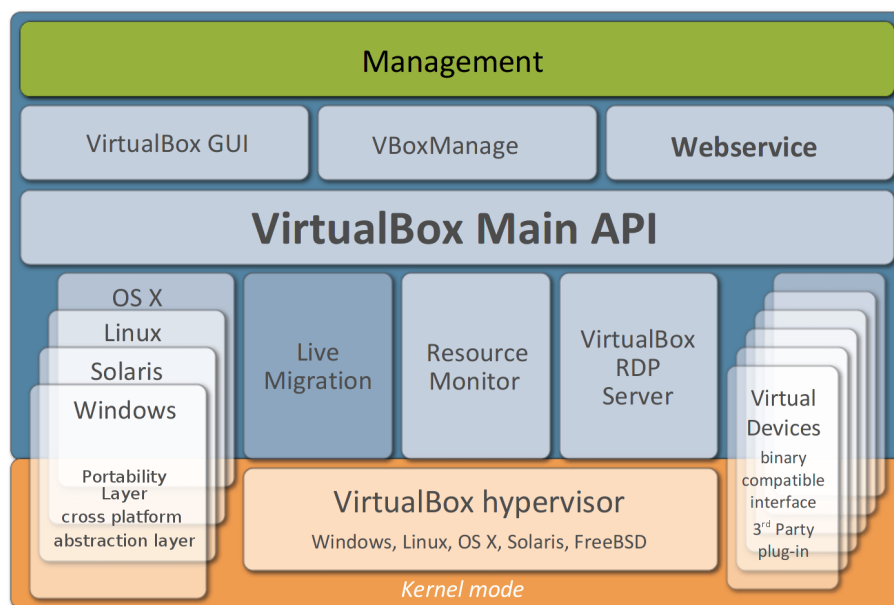 Management
VirtualBox GUI
VBoxManage
Webservice
VirtualBox Main API
OS X
Linux
Solaris
Windows
Portability
Layer
cross platform
abstraction layer
Live
Migration
Resource
Monitor
VirtualBox
RDP
Server
Virtual
Devices
binary
compatible
interface
3rd Party
plug-in
VirtualBox hypervisor
Windows, Linux, OS X, Solaris, FreeBSD
Kernel mode